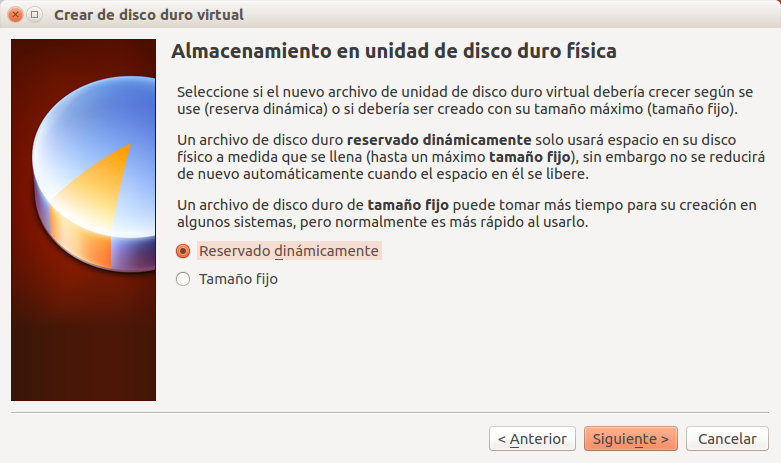 Crear de disco duro virtual
Almacenamiento en unidad de disco duro física
Seleccione si el nuevo archivo de unidad de disco duro virtual debería crecer según se
use (reserva dinámica) o si debería ser creado con su tamaño máximo (tamaño fijo).
Un archivo de disco duro reservado dinámicamente solo usará espacio en su disco
físico a medida que se llena (hasta un máximo tamaño fijo), sin embargo no se reducirá
de nuevo automáticamente cuando el espacio en él se libere.
Un archivo de disco duro de tamaño fijo puede tomar más tiempo para su creación en
algunos sistemas, pero normalmente es más rápido al usarlo.
Reservado dinámicamente
Tamaño fijo
< Anterior
Siguiente >
Cancelar